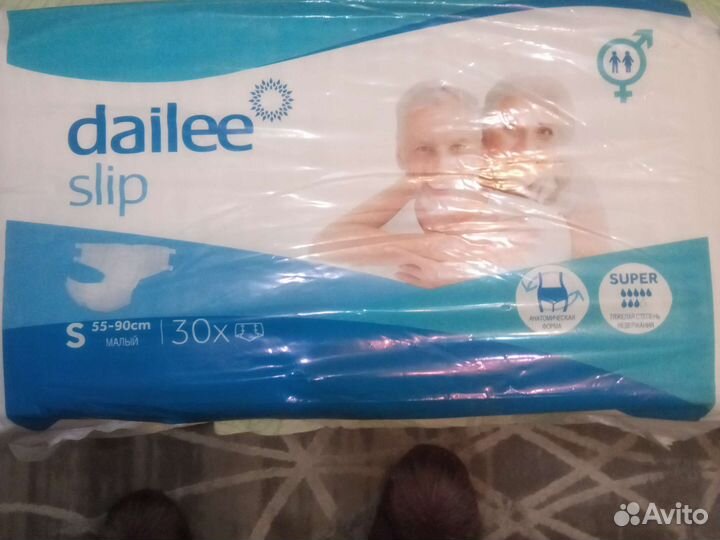 dailee
slip
S 55-90cm
МАЛЫЙ
30x
АНАТОМИЧЕСКАЯ
ФОРМА
SUPER
ТЯЖЕЛАЯ СТЕПЕНЬ
НЕДЕРЖАНИЯ
Avito